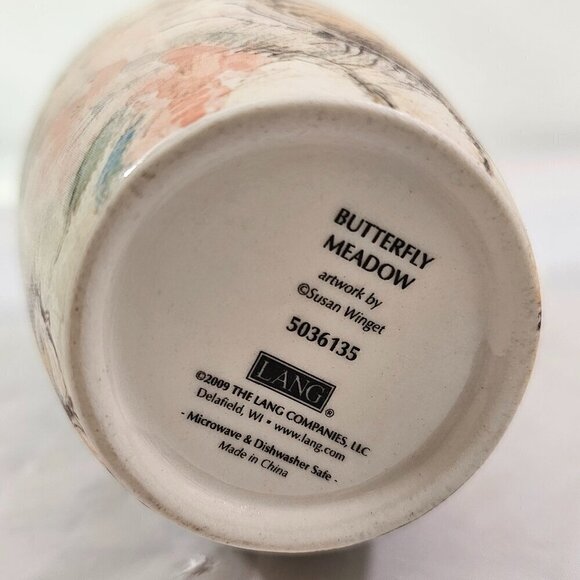 BUTTERFLY
MEADOW
artwork by
©Susan Winget
5036135
LANG®
©2009 THE LANG COMPANIES, LLC
Delafield, WI • www.lang.com
- Microwave & Dishwasher Safe -
Made in China